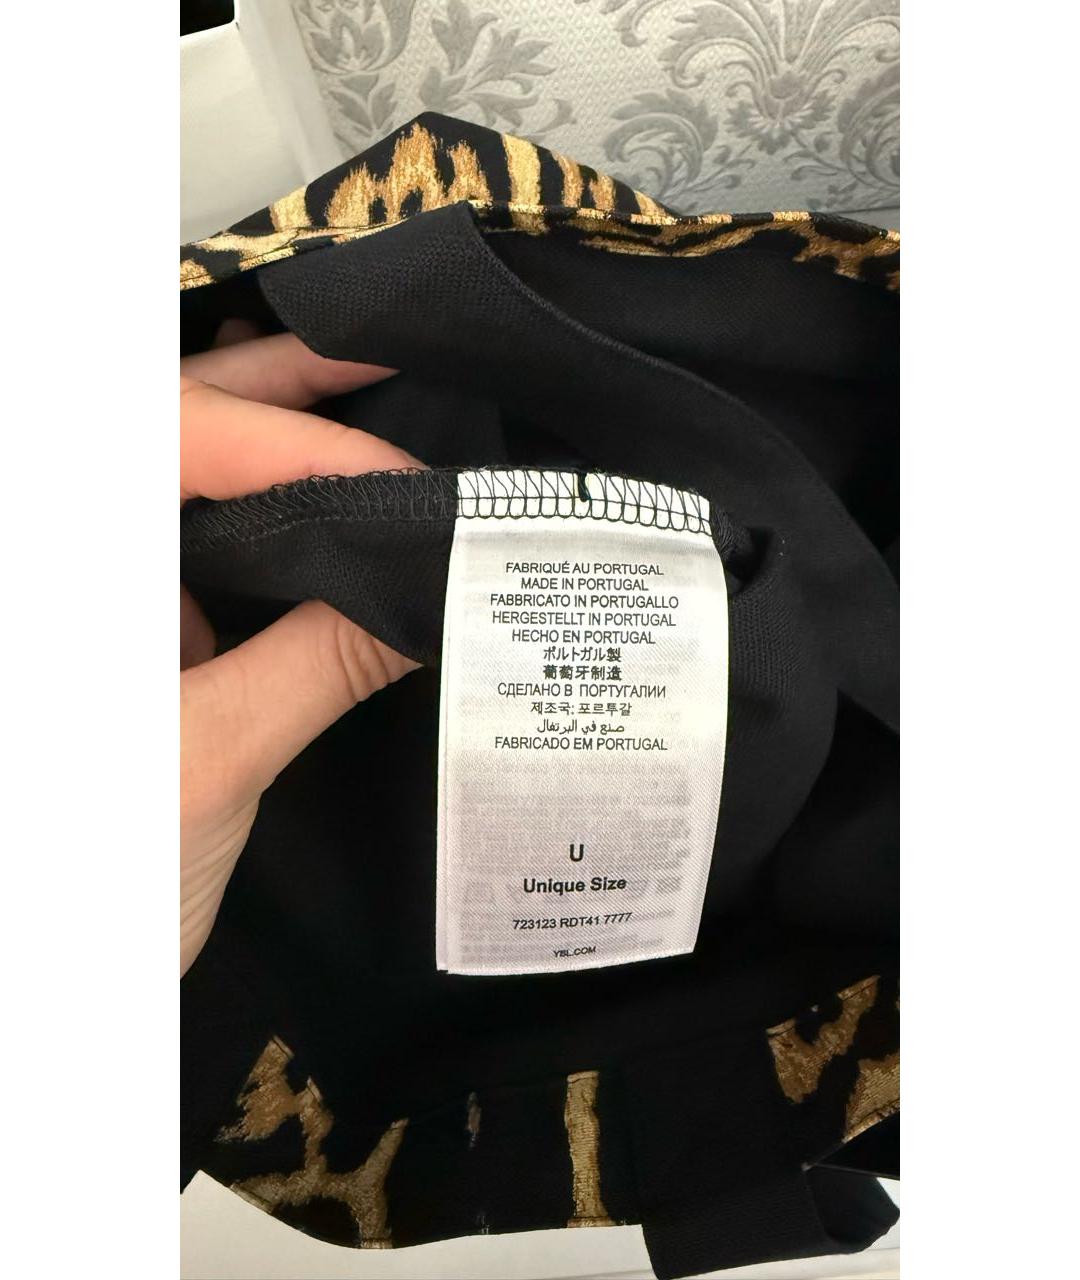 FABRIQUÉ AU PORTUGAL
MADE IN PORTUGAL
FABBRICATO IN PORTUGALLO
HERGESTELLT IN PORTUGAL
HECHO EN PORTUGAL
ポルトガル製
葡萄牙制造
СДЕЛАНО В ПОРТУГАЛИИ
제조국: 포르투갈
صنع في البرتغال
FABRICADO EM PORTUGAL
U
Unique Size
723123 RDT41 7777
YSL.COM